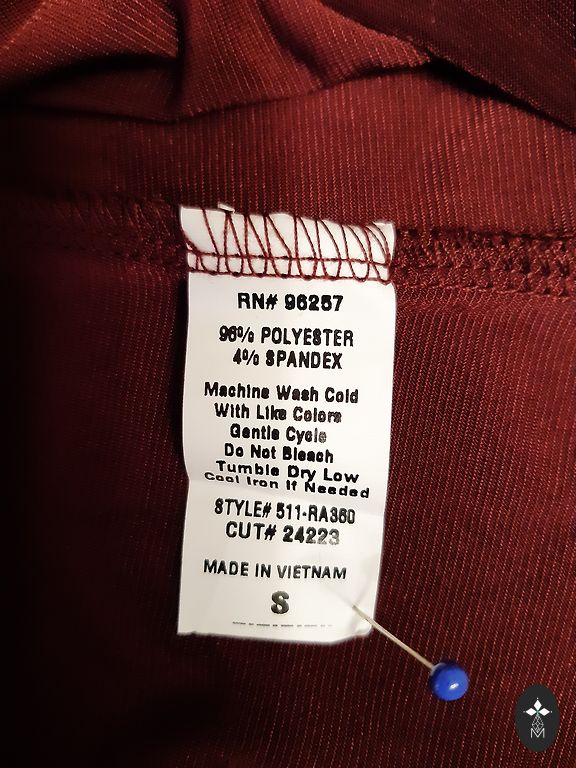 RN# 96257
96% POLYESTER
4% SPANDEX
Machine Wash Cold
With Like Colors
Gentle Cycle
Do Not Bleach
Tumble Dry Low
Cool Iron If Needed
STYLE# 511-RA360
CUT# 24223
MADE IN VIETNAM
S
M